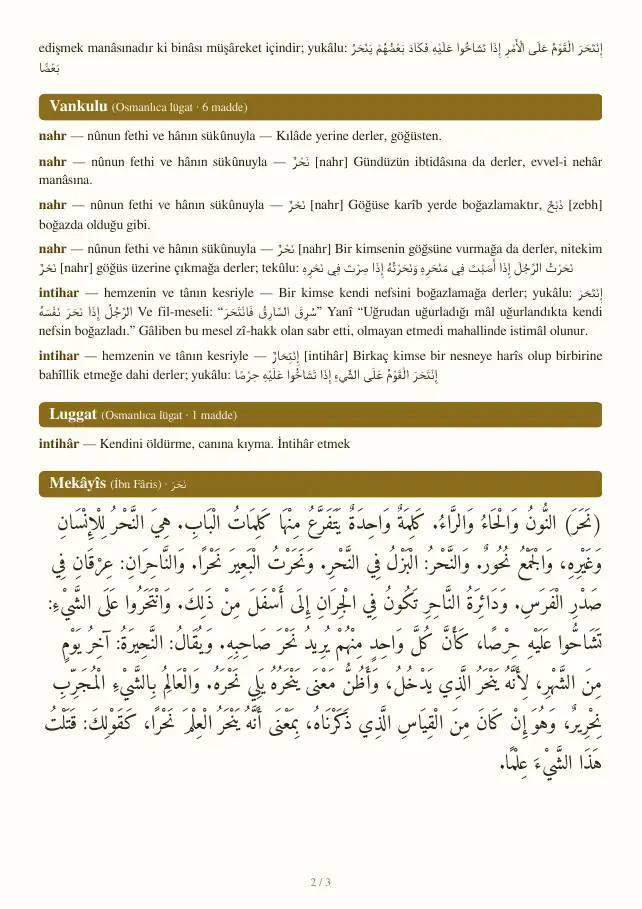 edişmek manâsınadır ki binâsı müşâreket içindir; yukâlu: إِنْتَحَرَ الْقَوْمُ عَلَى الْأَمْرِ إِذَا تَشَاحُّوا عَلَيْهِ فَكَادَ بَعْضُهُمْ يَنْحَرُ
بَعْضًا
Vankulu (Osmanlıca lügat · 6 madde)
nahr — nûnun fethi ve hânın sükûnuyla — Kılâde yerine derler, göğüsten.
nahr — nûnun fethi ve hânın sükûnuyla — نَحْرٌ [nahr] Gündüzün ibtidâsına da derler, evvel-i nehâr
manâsına.
nahr — nûnun fethi ve hânın sükûnuyla — نَحْرٌ [nahr] Göğüse karîb yerde boğazlamaktır, ذَبْحٌ [zebh]
boğazda olduğu gibi.
nahr — nûnun fethi ve hânın sükûnuyla — نَحْرٌ [nahr] Bir kimsenin göğsüne vurmağa da derler, nitekim
نَحْرٌ [nahr] göğüs üzerine çıkmağa derler; tekûlu: نَحَرْتُ الرَّجُلَ إِذَا أَصَبْتَ فِي مَنْحَرِهِ وَنَحَرْتُهُ إِذَا صِرْتَ فِي نَحْرِهِ
intihar — hemzenin ve tânın kesriyle — Bir kimse kendi nefsini boğazlamağa derler; yukâlu: إِنْتَحَرَ
الرَّجُلُ إِذَا نَحَرَ نَفْسَهُ Ve fil-meseli: “سُرِقَ السَّارِقُ فَانْتَحَرَ” Yanî “Uğrudan uğurladığı mâl uğurlandıkta kendi
nefsin boğazladı.” Gâliben bu mesel zî-hakk olan sabr etti, olmayan etmedi mahallinde istimâl olunur.
intihar — hemzenin ve tânın kesriyle — إِنْتِحَارٌ [intihâr] Birkaç kimse bir nesneye harîs olup birbirine
bahîllik etmeğe dahi derler; yukâlu: إِنْتَحَرَ الْقَوْمُ عَلَى الشَّيْءِ إِذَا تَشَاحُّوا عَلَيْهِ حِرْصًا
Luggat (Osmanlıca lügat · 1 madde)
intihâr — Kendini öldürme, canına kıyma. İntihar etmek
Mekâyîs (İbn Fâris) · نَحَرَ
(نَحَرَ) النُّونُ وَالْحَاءُ وَالرَّاءُ. كَلِمَةٌ وَاحِدَةٌ يَتَفَرَّعُ مِنْهَا كَلِمَاتُ الْبَابِ. هِيَ النَّحْرُ لِلْإِنْسَانِ
وَغَيْرِهِ، وَالْجَمْعُ نُحُورٌ. وَالنَّحْرُ: الْبَزْلُ فِي النَّحْرِ. وَنَحَرْتُ الْبَعِيرَ نَحْرًا. وَالنَّاحِرَانِ: عِرْقَانِ فِي
صَدْرِ الْفَرَسِ. وَدَائِرَةُ النَّاحِرِ تَكُونُ فِي الْجِرَانِ إِلَى أَسْفَلَ مِنْ ذَلِكَ. وَانْتَحَرُوا عَلَى الشَّيْءِ:
تَشَاحُّوا عَلَيْهِ حِرْصًا، كَأَنَّ كُلَّ وَاحِدٍ مِنْهُمْ يُرِيدُ نَحْرَ صَاحِبِهِ. وَيُقَالُ: النَّحِيرَةُ: آخِرُ يَوْمٍ
مِنَ الشَّهْرِ، لِأَنَّهُ يَنْحَرُ الَّذِي يَدْخُلُ، وَأَظُنُّ مَعْنَى يَنْحَرُهُ يَلِي نَحْرَهُ. وَالْعَالِمُ بِالشَّيْءِ الْمُجَرِّبِ
نِحْرِيرٌ، وَهُوَ إِنْ كَانَ مِنَ الْقِيَاسِ الَّذِي ذَكَرْنَاهُ، بِمَعْنَى أَنَّهُ يَنْحَرُ الْعِلْمَ نَحْرًا، كَقَوْلِكَ: قَتَلْتُ
هَذَا الشَّيْءَ عِلْمًا.
2 / 3